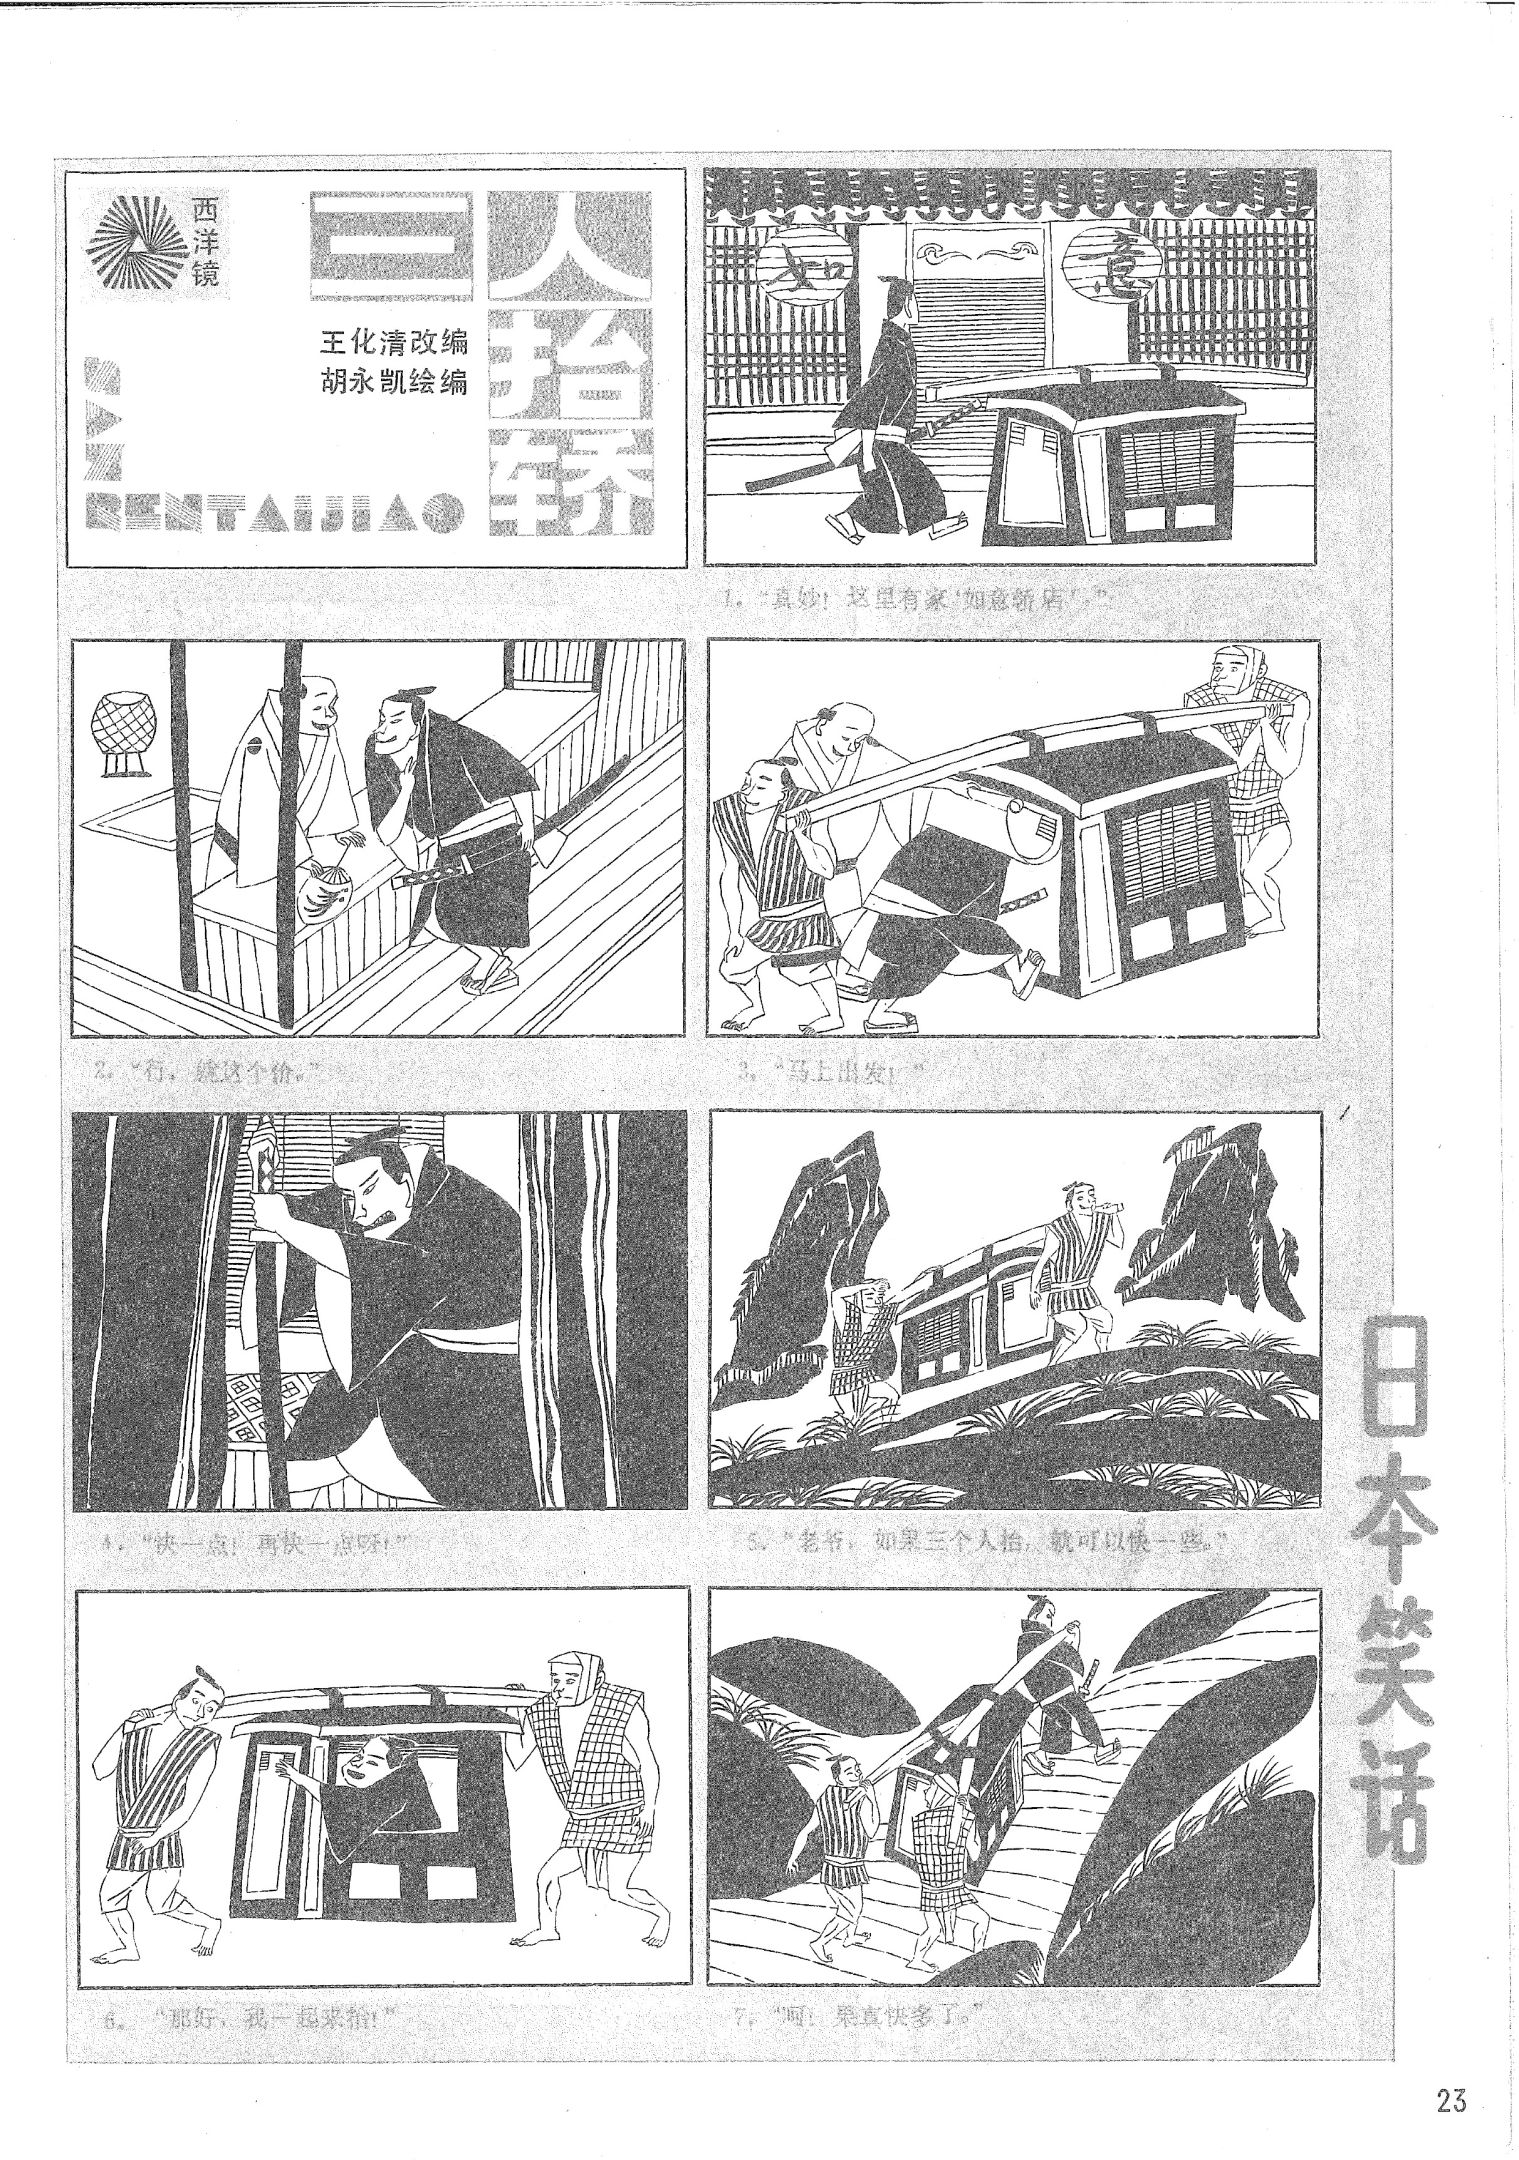 西洋镜
三人抬轿
王化清改编
胡永凯绘编
SAN
RENTAIJIAO
如意
1. “真妙！这里有家‘如意轿店’。”
2. “行，就这个价。”
3. “马上出发！”
4. “快一点！再快一点呀！”
5. “老爷，如果三个人抬，就可以快一些。”
6. “那好，我一起来抬！”
7. “呵！果真快多了。”
日本笑话
23